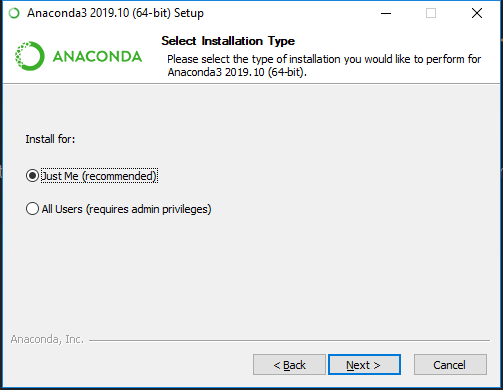 Anaconda3 2019.10 (64-bit) Setup
ANACONDA
Select Installation Type
Please select the type of installation you would like to perform for
Anaconda3 2019.10 (64-bit).
Install for:
Just Me (recommended)
All Users (requires admin privileges)
Anaconda, Inc.
< Back
Next >
Cancel